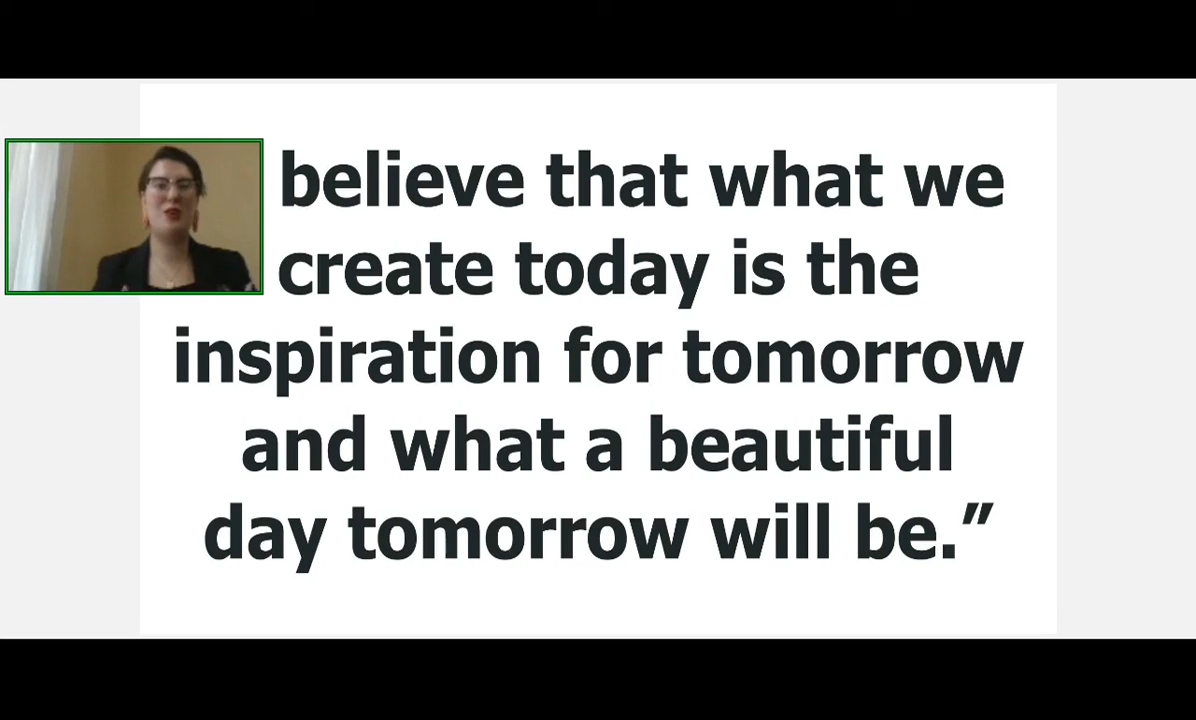 believe that what we
create today is the
inspiration for tomorrow
and what a beautiful
day tomorrow will be.”